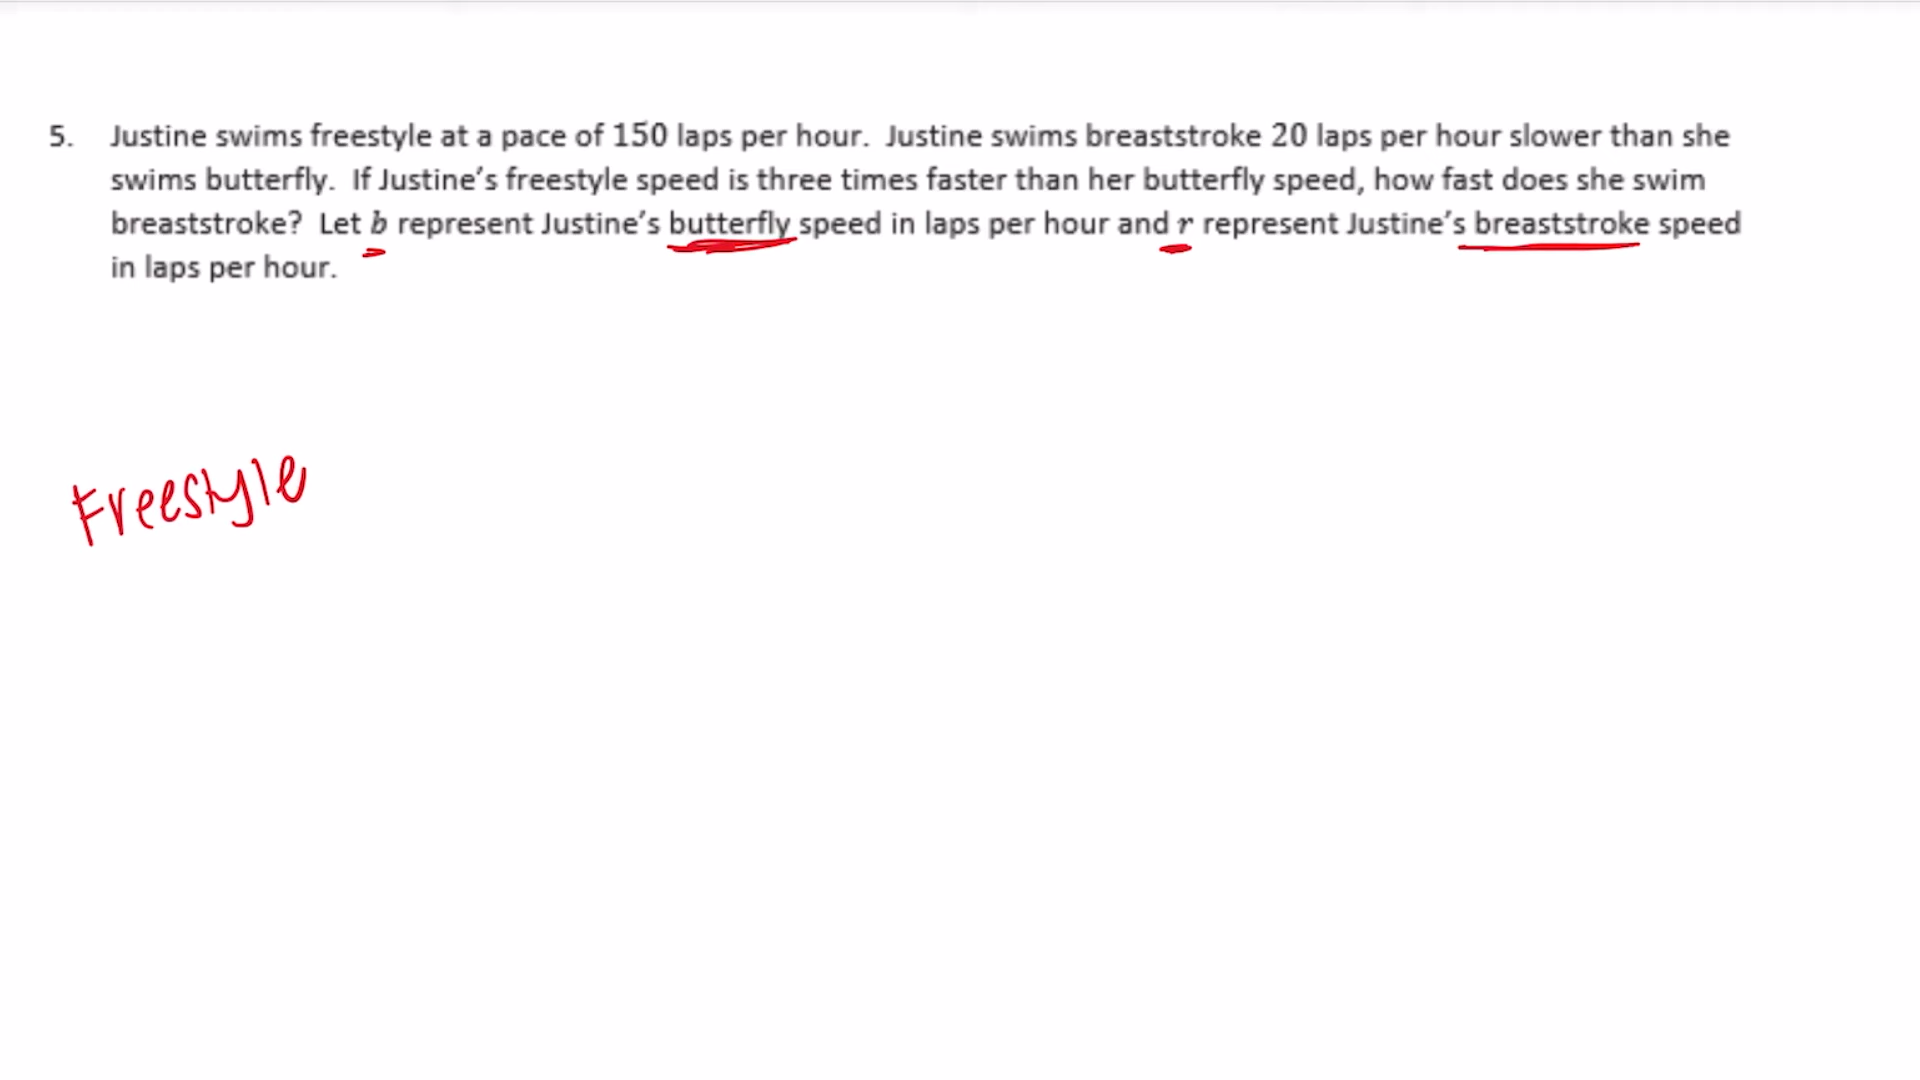 5. Justine swims freestyle at a pace of 150 laps per hour. Justine swims breaststroke 20 laps per hour slower than she
swims butterfly. If Justine's freestyle speed is three times faster than her butterfly speed, how fast does she swim
breaststroke? Let b represent Justine's butterfly speed in laps per hour and r represent Justine's breaststroke speed
in laps per hour.
Freestyle